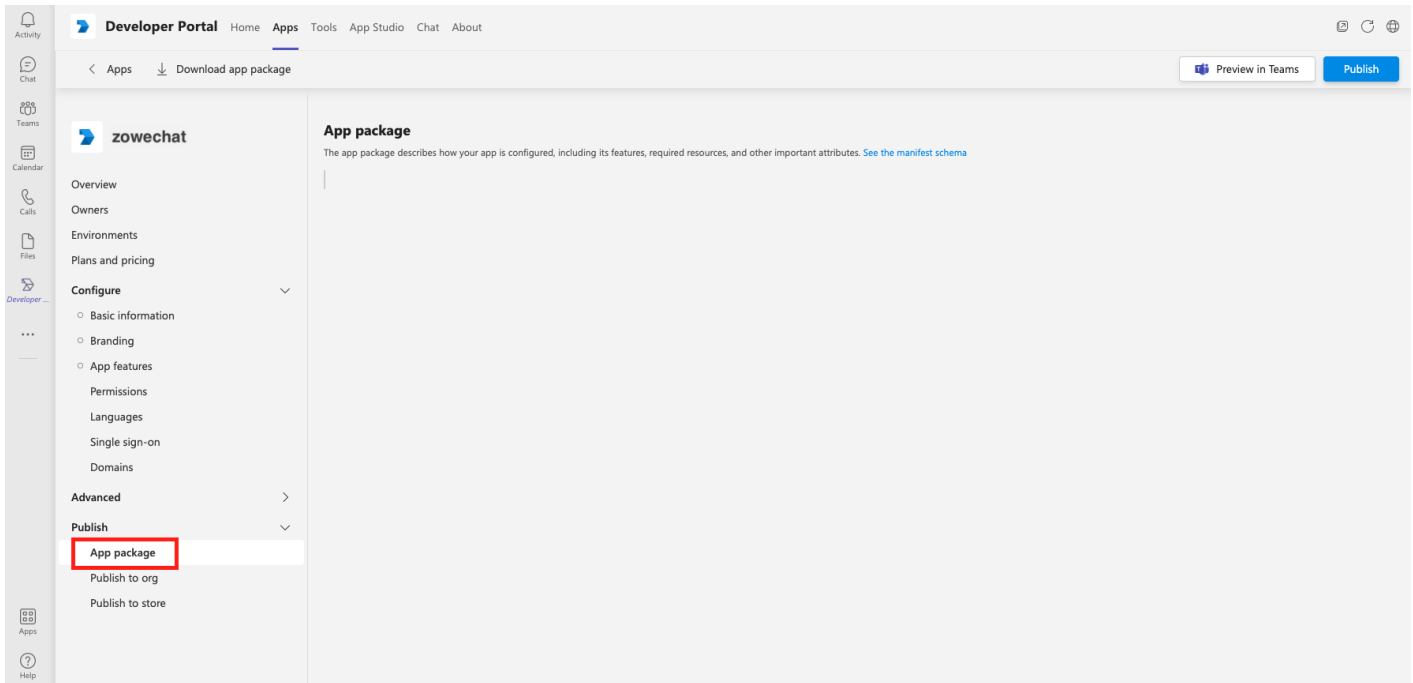 Activity
Chat
Teams
Calendar
Calls
Files
Developer ...
Apps
Help
Developer Portal Home Apps Tools App Studio Chat About
Apps Download app package Preview in Teams Publish
zowechat
Overview
Owners
Environments
Plans and pricing
Configure
Basic information
Branding
App features
Permissions
Languages
Single sign-on
Domains
Advanced
Publish
App package
Publish to org
Publish to store
App package
The app package describes how your app is configured, including its features, required resources, and other important attributes. See the manifest schema